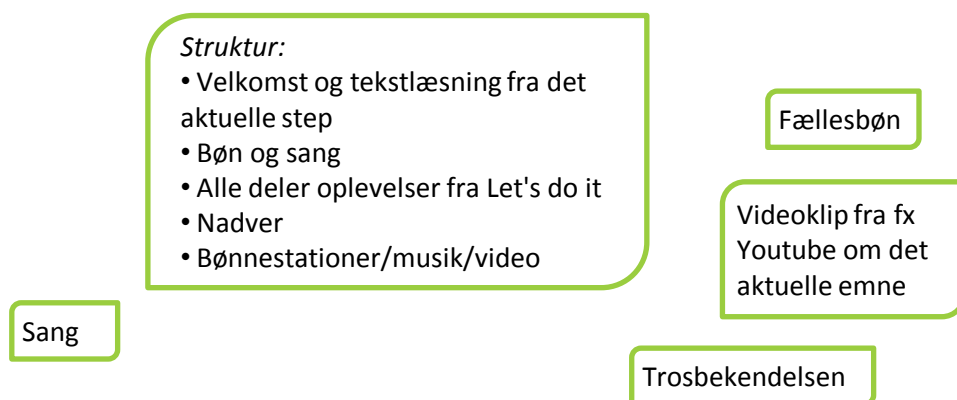 Struktur:
• Velkomst og tekstlæsning fra det
aktuelle step
• Bøn og sang
• Alle deler oplevelser fra Let's do it
• Nadver
• Bønnestationer/musik/video
Fællesbøn
Videoklip fra fx
Youtube om det
aktuelle emne
Sang
Trosbekendelsen